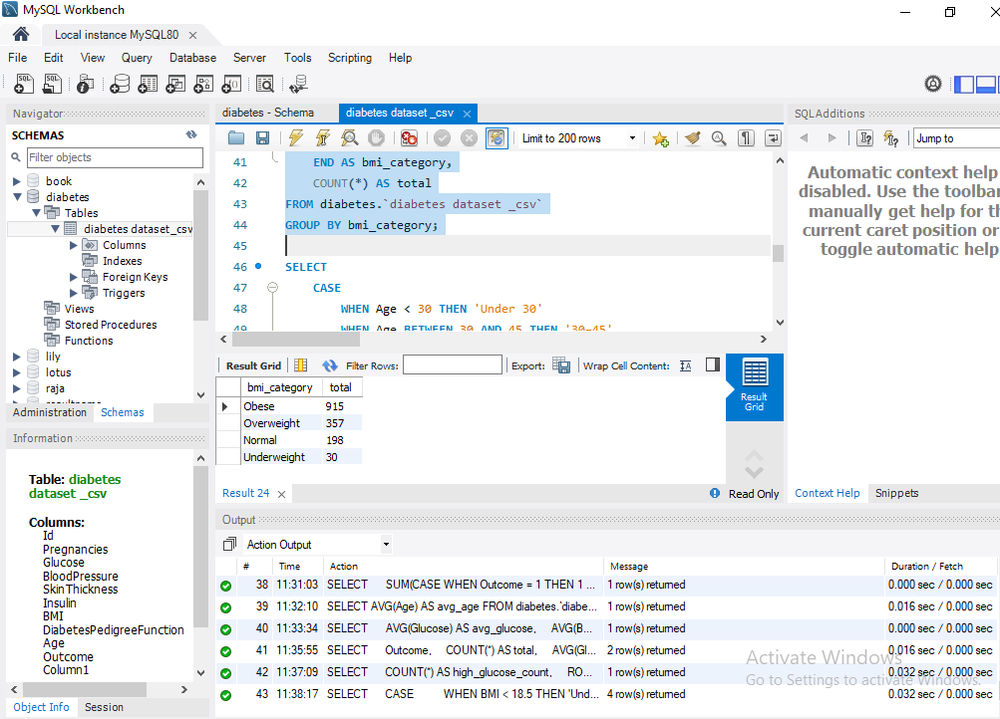 MySQL Workbench
Local instance MySQL80
File Edit View Query Database Server Tools Scripting Help
Navigator
SCHEMAS
Filter objects
book
diabetes
Tables
diabetes dataset_csv
Columns
Indexes
Foreign Keys
Triggers
Views
Stored Procedures
Functions
lily
lotus
raja
Administration Schemas
Information
Table: diabetes
dataset _csv
Columns:
Id
Pregnancies
Glucose
BloodPressure
SkinThickness
Insulin
BMI
DiabetesPedigreeFunction
Age
Outcome
Column1
Object Info Session
diabetes - Schema diabetes dataset _csv
Limit to 200 rows
41 END AS bmi_category,
42 COUNT(*) AS total
43 FROM diabetes.`diabetes dataset _csv`
44 GROUP BY bmi_category;
45
46 SELECT
47 CASE
48 WHEN Age < 30 THEN 'Under 30'
49 WHEN Age BETWEEN 30 AND 45 THEN '30-45'
Result Grid Filter Rows: Export: Wrap Cell Content:
bmi_category total
Obese 915
Overweight 357
Normal 198
Underweight 30
Result
Grid
Result 24 Read Only
SQLAdditions
Jump to
Automatic context help
disabled. Use the toolbar
manually get help for th
current caret position or
toggle automatic help
Context Help Snippets
Output
Action Output
# Time Action Message Duration / Fetch
38 11:31:03 SELECT SUM(CASE WHEN Outcome = 1 THEN 1 ... 1 row(s) returned 0.000 sec / 0.000 sec
39 11:32:10 SELECT AVG(Age) AS avg_age FROM diabetes.`diabe... 1 row(s) returned 0.016 sec / 0.000 sec
40 11:33:34 SELECT AVG(Glucose) AS avg_glucose, AVG(B... 1 row(s) returned 0.000 sec / 0.000 sec
41 11:35:55 SELECT Outcome, COUNT(*) AS total, AVG(Gl... 2 row(s) returned 0.016 sec / 0.000 sec
42 11:37:09 SELECT COUNT(*) AS high_glucose_count, RO... 1 row(s) returned 0.032 sec / 0.000 sec
43 11:38:17 SELECT CASE WHEN BMI < 18.5 THEN 'Und... 4 row(s) returned 0.032 sec / 0.000 sec
Activate Windows
Go to Settings to activate Windows.